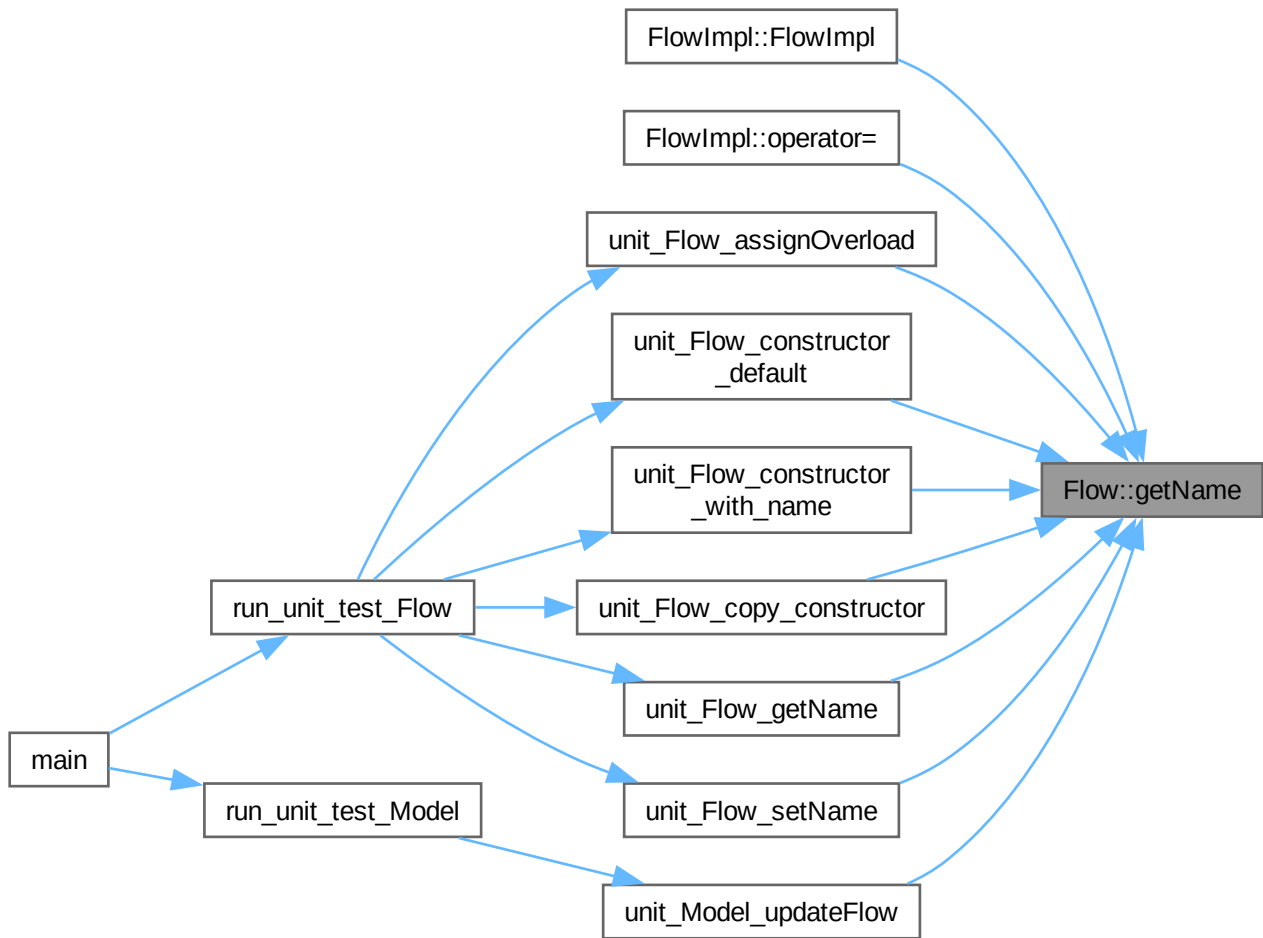 FlowImpl::FlowImpl
FlowImpl::operator=
unit_Flow_assignOverload
unit_Flow_constructor
_default
unit_Flow_constructor
_with_name
Flow::getName
run_unit_test_Flow
unit_Flow_copy_constructor
unit_Flow_getName
main
run_unit_test_Model
unit_Flow_setName
unit_Model_updateFlow